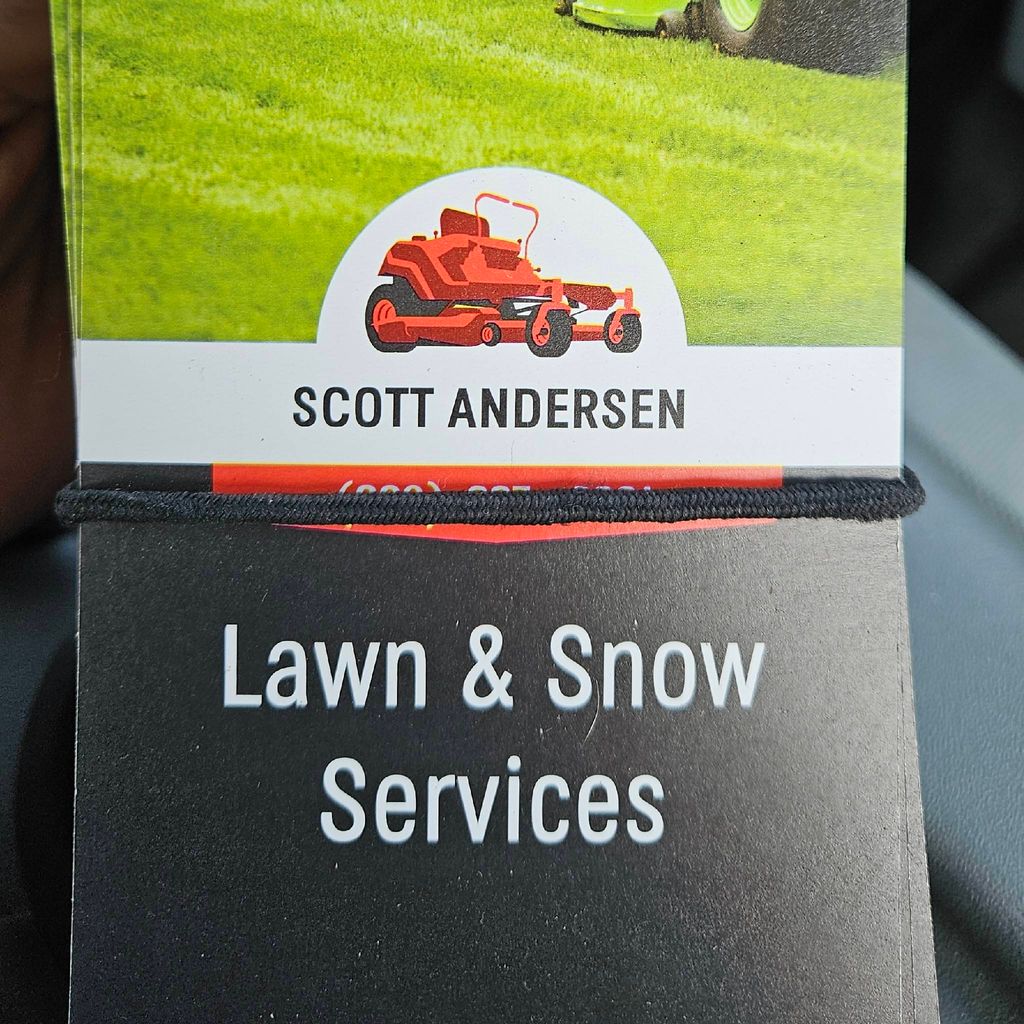 SCOTT ANDERSEN
Lawn & Snow
Services